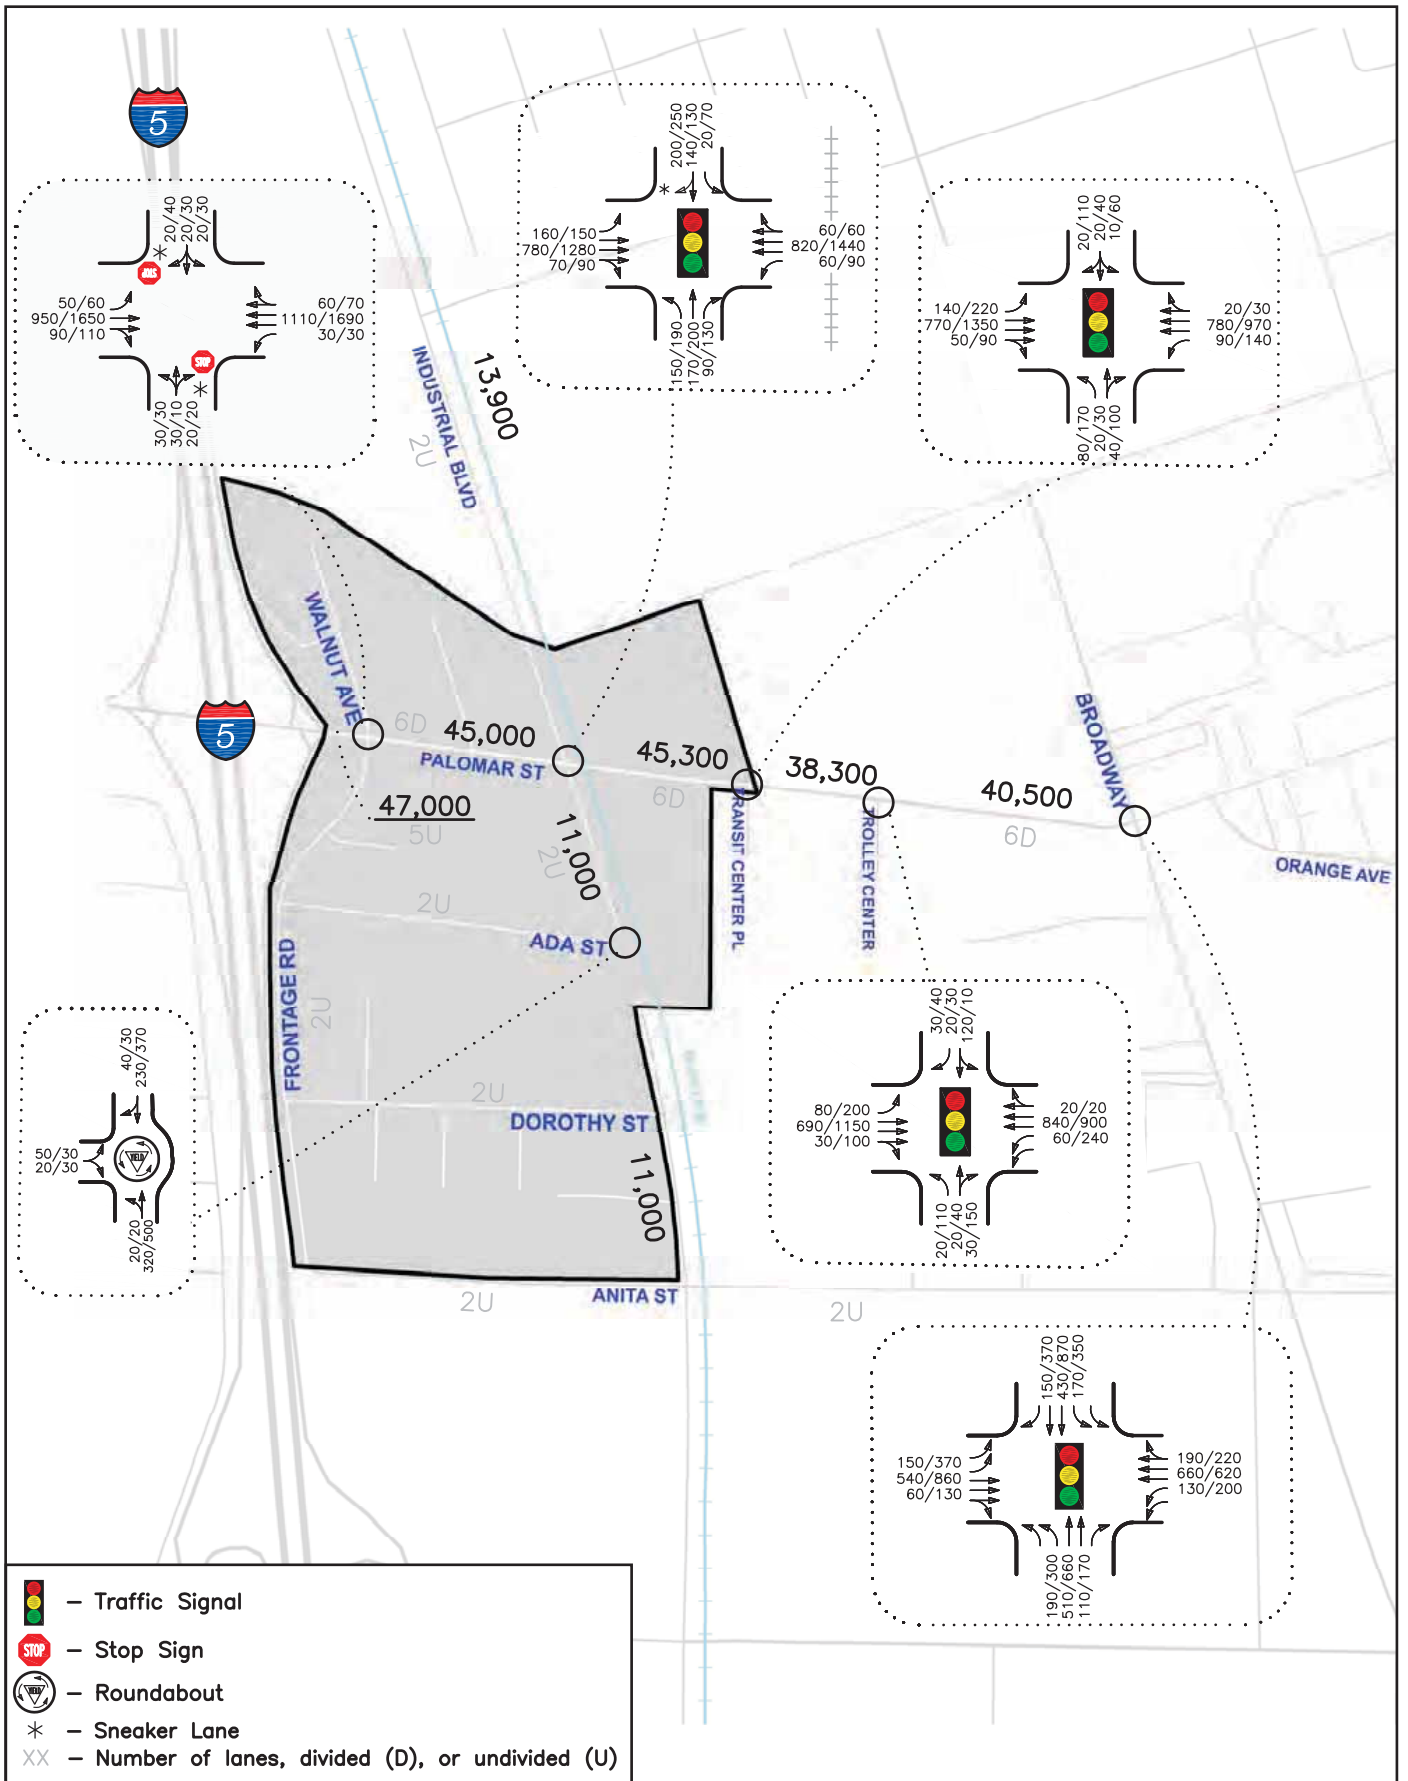 5
200/250
140/130
20/70
*
160/150
780/1280
70/90
60/60
820/1440
60/90
150/190
170/200
90/130
20/40
20/30
20/30
*
STOP
50/60
950/1650
90/110
60/70
1110/1690
30/30
STOP
*
30/30
30/10
20/20
20/110
20/40
10/60
140/220
770/1350
50/90
20/30
780/970
90/140
80/170
20/30
40/100
INDUSTRIAL BLVD
13,900
2U
WALNUT AVE
5
6D
45,000
PALOMAR ST
45,300
6D
38,300
40,500
6D
BROADWAY
47,000
5U
11,000
2U
RANSIT CENTER PL
TROLLEY CENTER
ORANGE AVE
2U
ADA ST
FRONTAGE RD
2U
2U
DOROTHY ST
11,000
ANITA ST
2U
2U
40/30
230/370
50/30
20/30
YIELD
20/20
320/500
30/40
20/30
120/10
80/200
690/1150
30/100
20/20
840/900
60/240
20/110
20/40
30/150
150/370
430/870
170/350
150/370
540/860
60/130
190/220
660/620
130/200
190/300
510/660
110/170
– Traffic Signal
STOP – Stop Sign
YIELD – Roundabout
* – Sneaker Lane
XX – Number of lanes, divided (D), or undivided (U)